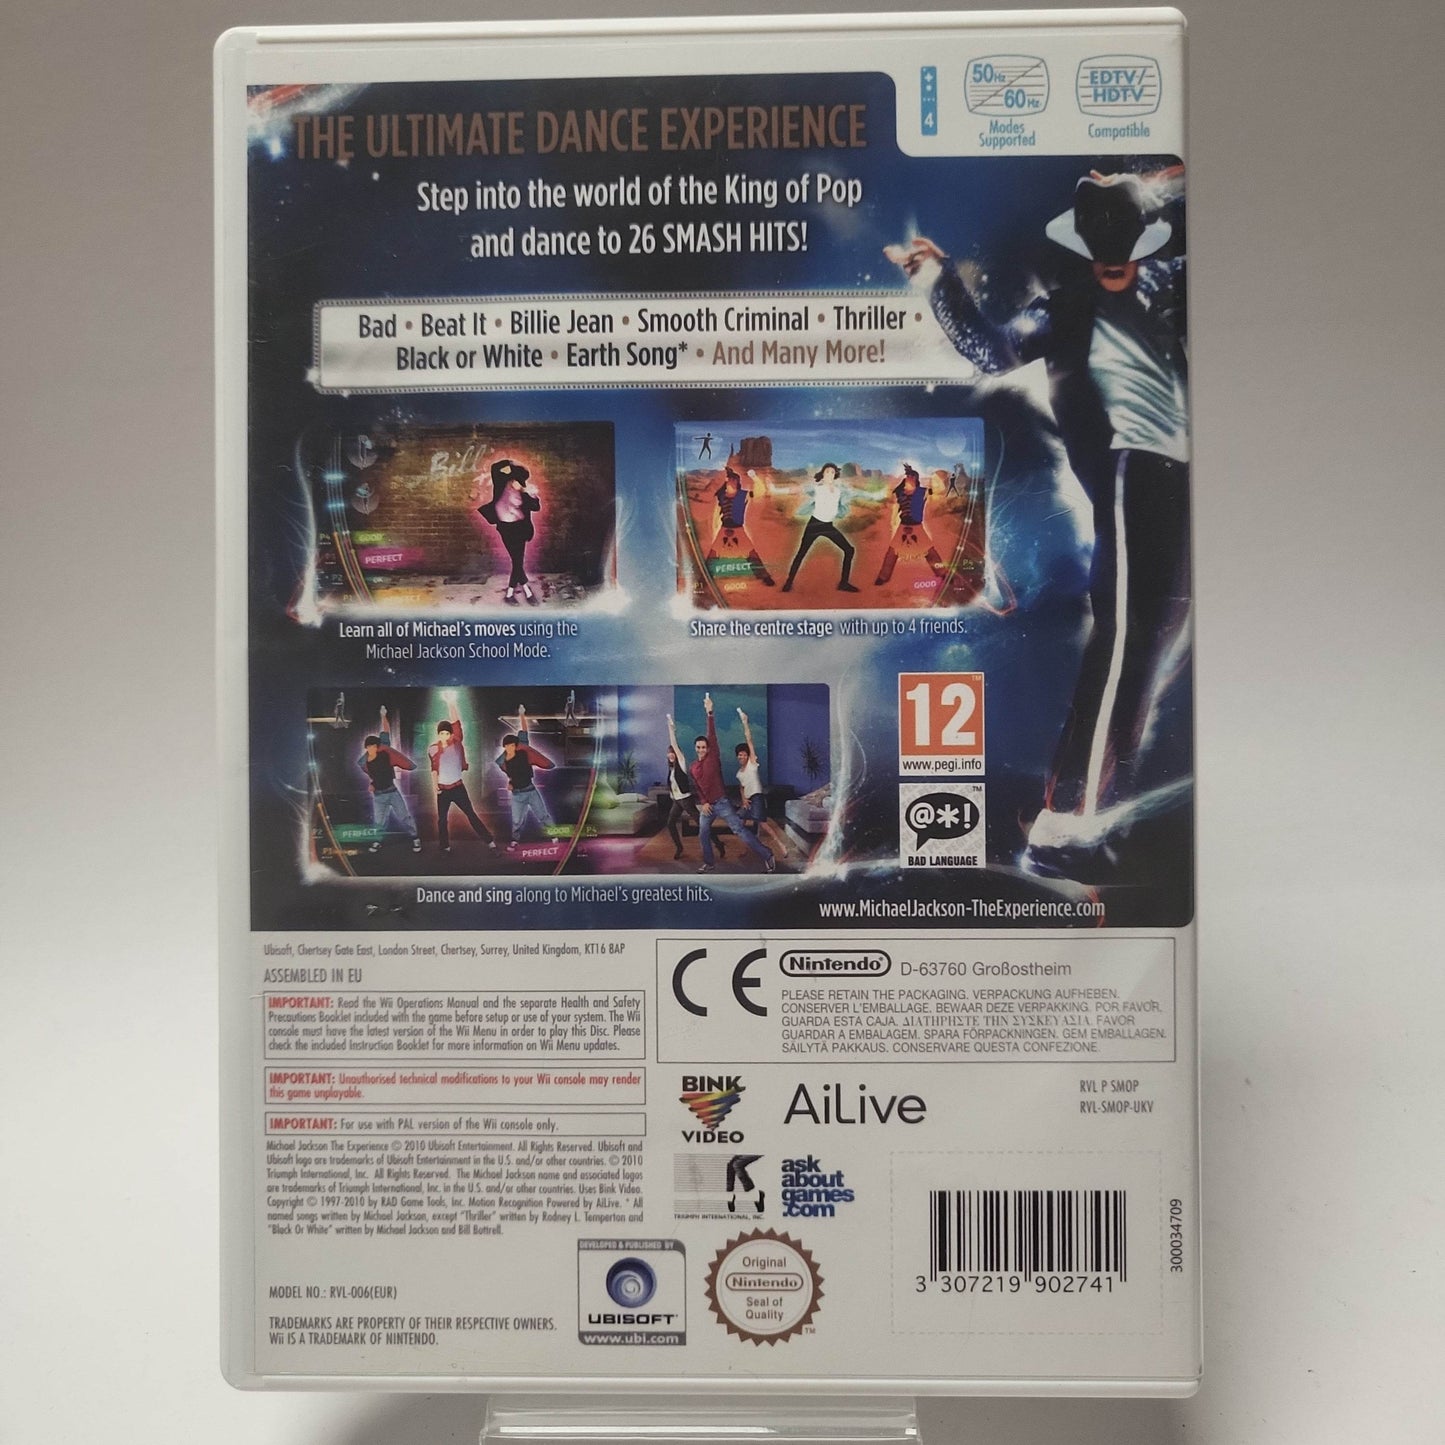 THE ULTIMATE DANCE EXPERIENCE
Step into the world of the King of Pop
and dance to 26 SMASH HITS!
4
50Hz
60Hz
Modes
Supported
EDTV/
HDTV
Compatible
Bad • Beat It • Billie Jean • Smooth Criminal • Thriller •
Black or White • Earth Song* • And Many More!
P4
GOOD
PERFECT
P2
OK
Learn all of Michael's moves using the
Michael Jackson School Mode.
PERFECT
P1
GOOD
OK
P4
GOOD
Share the centre stage with up to 4 friends.
P2
PERFECT
OK
GOOD
P4
PERFECT
Dance and sing along to Michael's greatest hits.
12
www.pegi.info
@*!
BAD LANGUAGE
www.MichaelJackson-TheExperience.com
Ubisoft, Chertsey Gate East, London Street, Chertsey, Surrey, United Kingdom, KT16 8AP
ASSEMBLED IN EU
IMPORTANT: Read the Wii Operations Manual and the separate Health and Safety
Precautions Booklet included with the game before setup or use of your system. The Wii
console must have the latest version of the Wii Menu in order to play this Disc. Please
check the included Instruction Booklet for more information on Wii Menu updates.
IMPORTANT: Unauthorised technical modifications to your Wii console may render
this game unplayable.
IMPORTANT: For use with PAL version of the Wii console only.
Michael Jackson The Experience © 2010 Ubisoft Entertainment. All Rights Reserved. Ubisoft and
Ubisoft logo are trademarks of Ubisoft Entertainment in the U.S. and/or other countries. © 2010
Triumph International, Inc. All Rights Reserved. The Michael Jackson name and associated logos
are trademarks of Triumph International, Inc. in the U.S. and/or other countries. Uses Bink Video.
Copyright © 1997-2010 by RAD Game Tools, Inc. Motion Recognition Powered by AiLive. * All
named songs written by Michael Jackson, except "Thriller" written by Rodney L. Temperton and
"Black Or White" written by Michael Jackson and Bill Bottrell.
MODEL NO.: RVL-006(EUR)
TRADEMARKS ARE PROPERTY OF THEIR RESPECTIVE OWNERS.
Wii IS A TRADEMARK OF NINTENDO.
CE
Nintendo®
D-63760 Großostheim
PLEASE RETAIN THE PACKAGING. VERPACKUNG AUFHEBEN.
CONSERVER L'EMBALLAGE. BEWAAR DEZE VERPAKKING. POR FAVOR,
GUARDA ESTA CAJA. ΔΙΑΤΗΡΗΣΤΕ ΤΗΝ ΣΥΣΚΕΥΑΣΙΑ. FAVOR
GUARDAR A EMBALAGEM. SPARA FÖRPACKNINGEN. GEM EMBALLAGEN.
SÄILYTÄ PAKKAUS. CONSERVARE QUESTA CONFEZIONE.
BINK
VIDEO
AiLive
RVL P SMOP
RVL-SMOP-UKV
TRIUMPH INTERNATIONAL, INC.
ask
about
games
.com
DEVELOPED & PUBLISHED BY
UBISOFT
www.ubi.com
Original
Nintendo
Seal of
Quality
TM
3 307219 902741
300034709